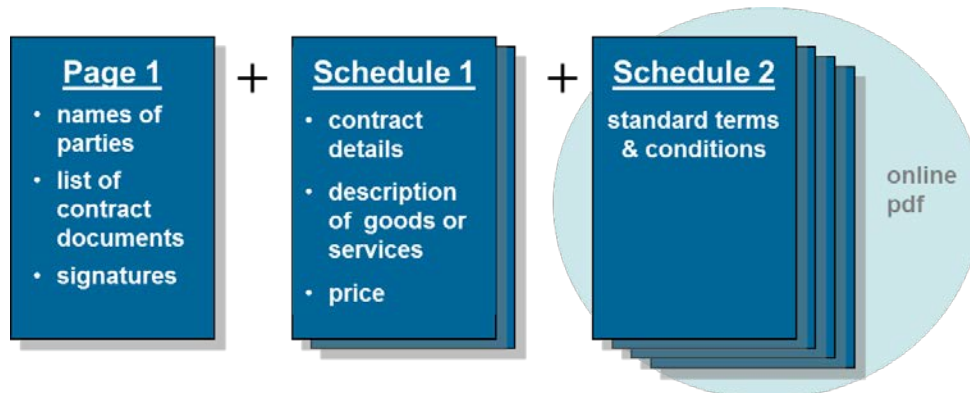 Page 1
• names of
parties
• list of
contract
documents
• signatures
+
Schedule 1
• contract
details
• description
of goods or
services
• price
+
Schedule 2
standard terms
& conditions
online
pdf